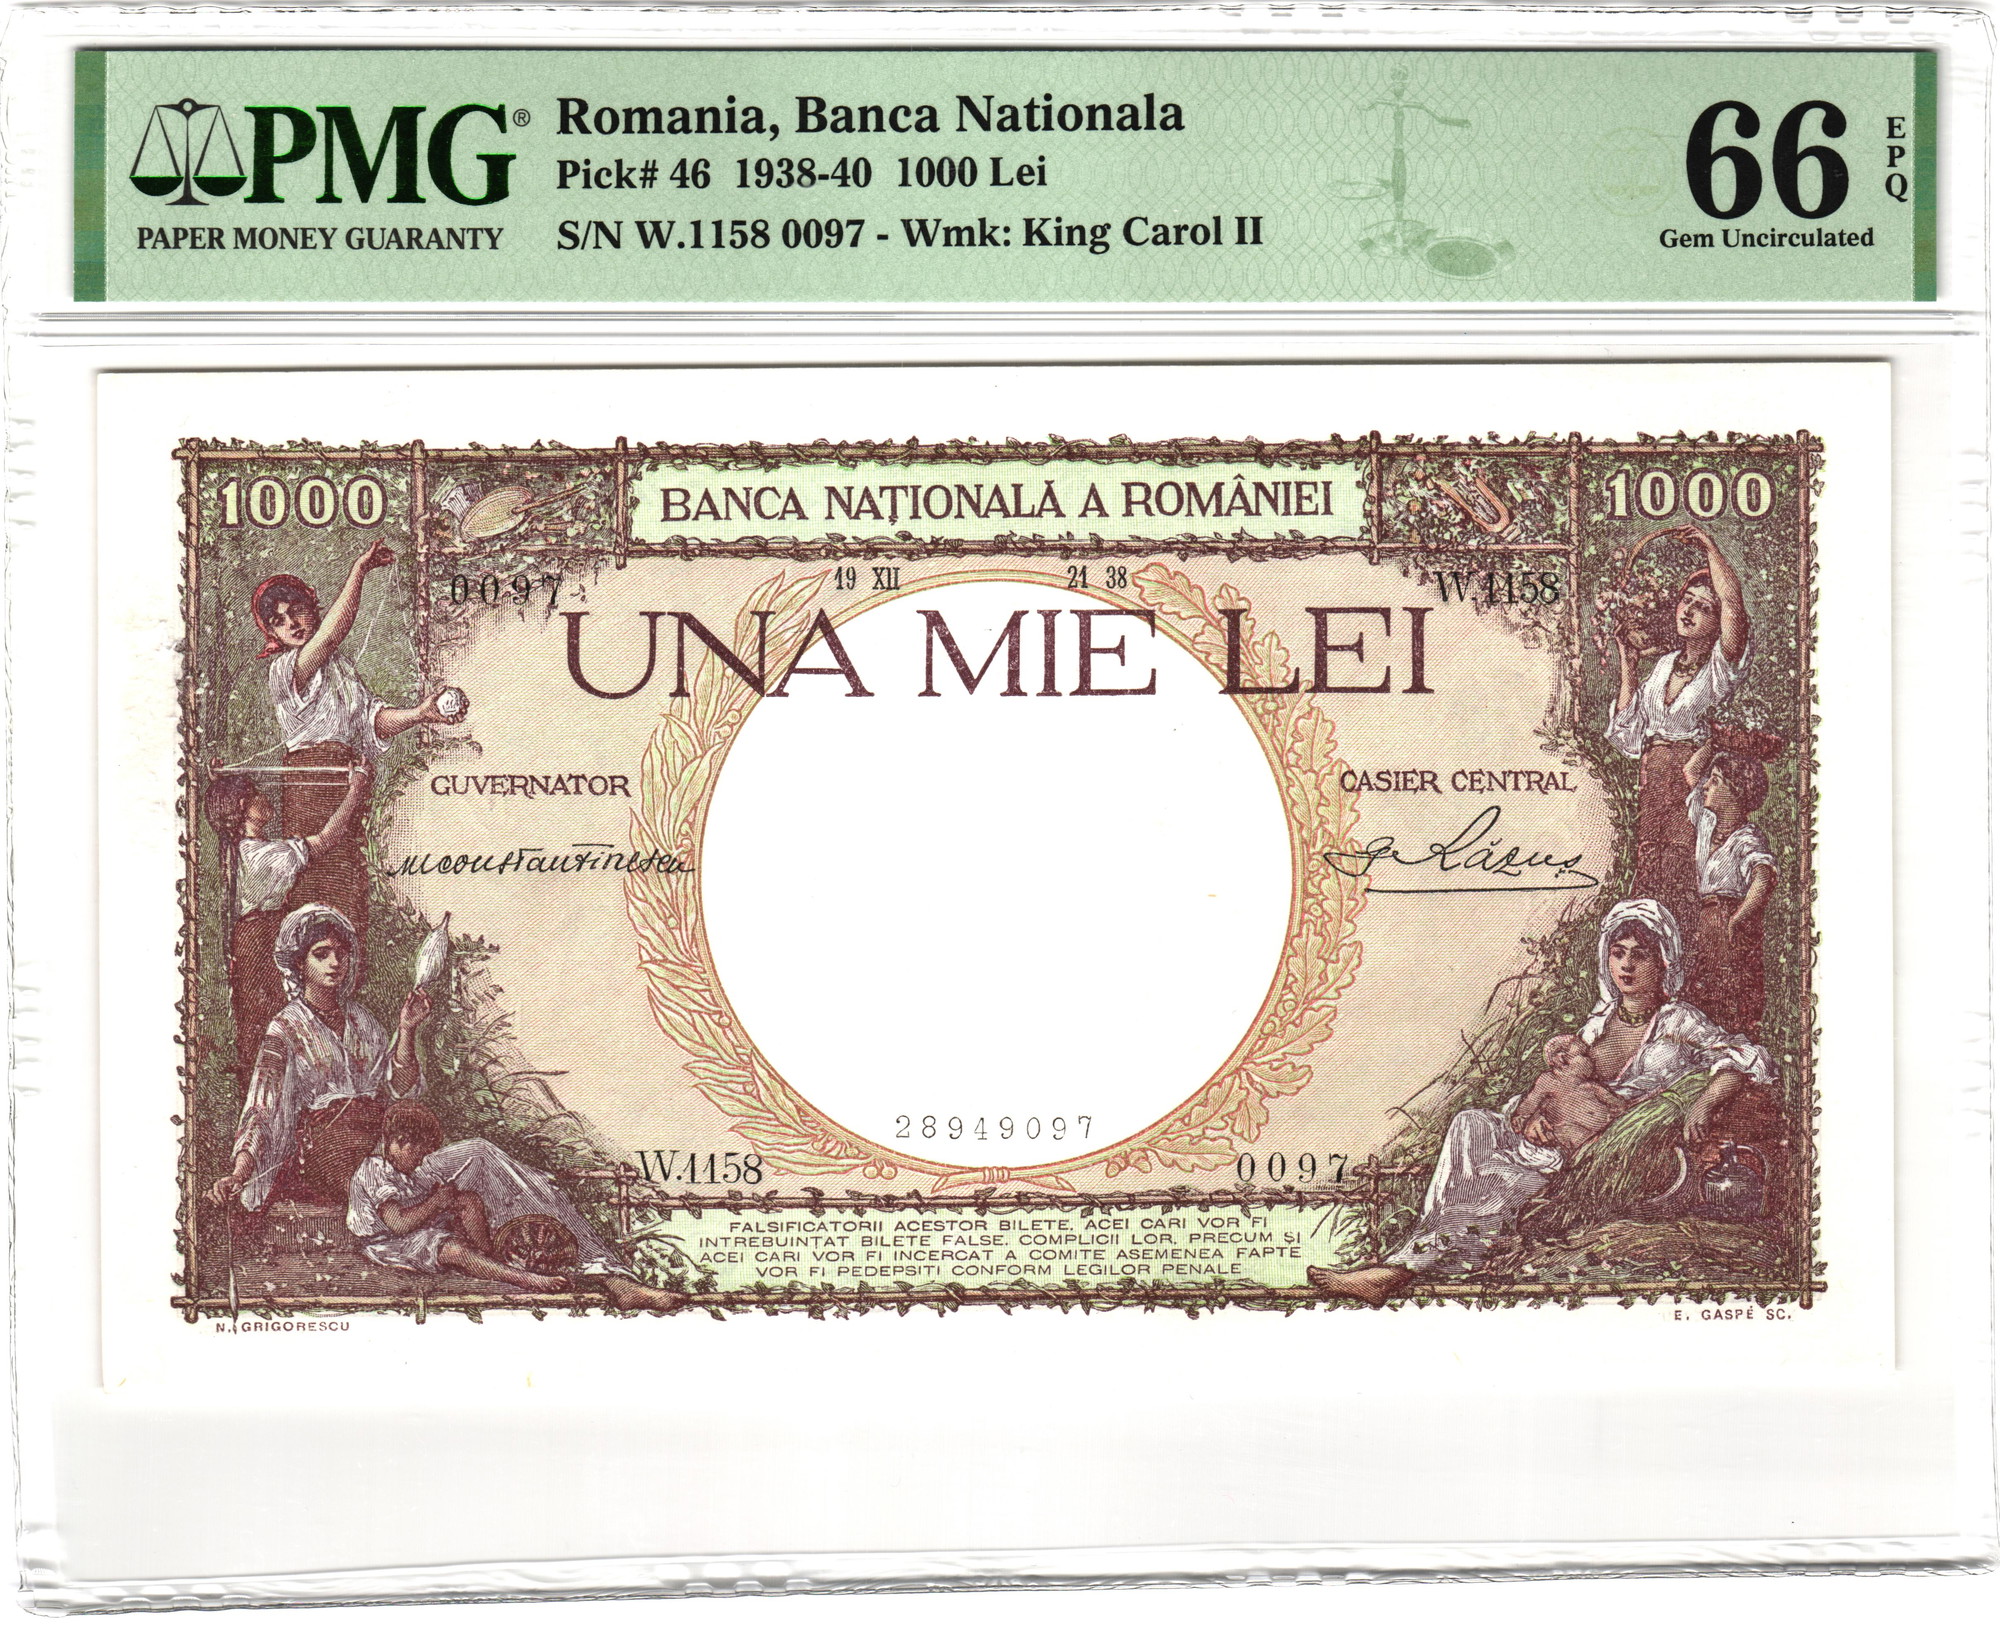 PMG®
PAPER MONEY GUARANTY
Romania, Banca Nationala
Pick# 46 1938-40 1000 Lei
S/N W.1158 0097 - Wmk: King Carol II
66
EPQ
Gem Uncirculated
1000
BANCA NAȚIONALĂ A ROMÂNIEI
1000
0097
19 XII
21 38
W.1158
UNA MIE LEI
GUVERNATOR
CASIER CENTRAL
M Constantinescu
G Răzuș
28949097
W.1158
0097
FALSIFICATORII ACESTOR BILETE, ACEI CARI VOR FI
INTREBUINȚAT BILETE FALSE, COMPLICII LOR, PRECUM ȘI
ACEI CARI VOR FI INCERCAT A COMITE ASEMENEA FAPTE
VOR FI PEDEPSITI CONFORM LEGILOR PENALE
N. GRIGORESCU
E. GASPÉ SC.